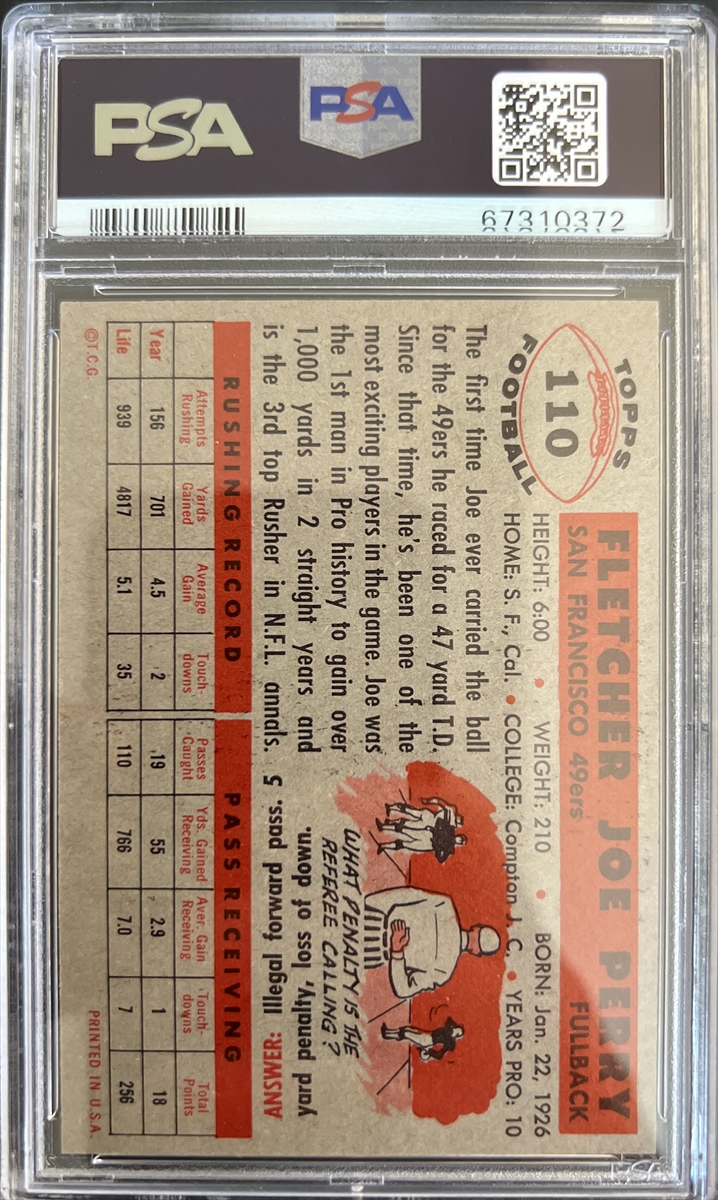 PSA
PSA
67310372
TOPPS
110
FOOTBALL
FLETCHER JOE PERRY
SAN FRANCISCO 49ers FULLBACK
HEIGHT: 6:00 • WEIGHT: 210 • BORN: Jan. 22, 1926
HOME: S. F., Cal. • COLLEGE: Compton J. C. • YEARS PRO: 10
The first time Joe ever carried the ball
for the 49ers he raced for a 47 yard T.D.
Since that time, he's been one of the
most exciting players in the game. Joe was
the 1st man in Pro history to gain over
1,000 yards in 2 straight years and
is the 3rd top Rusher in N.F.L. annals.
WHAT PENALTY IS THE
REFEREE CALLING?
ANSWER: Illegal forward pass. 5
yard penalty, loss of down.
RUSHING RECORD PASS RECEIVING
Attempts Rushing Yards Gained Average Gain Touch-downs Passes Caught Yds. Gained Receiving Aver. Gain Receiving Touch-downs Total Points
Year 156 701 4.5 2 19 55 2.9 1 18
Life 939 4817 5.1 35 110 766 7.0 7 256
©T.C.G. PRINTED IN U.S.A.
PSA